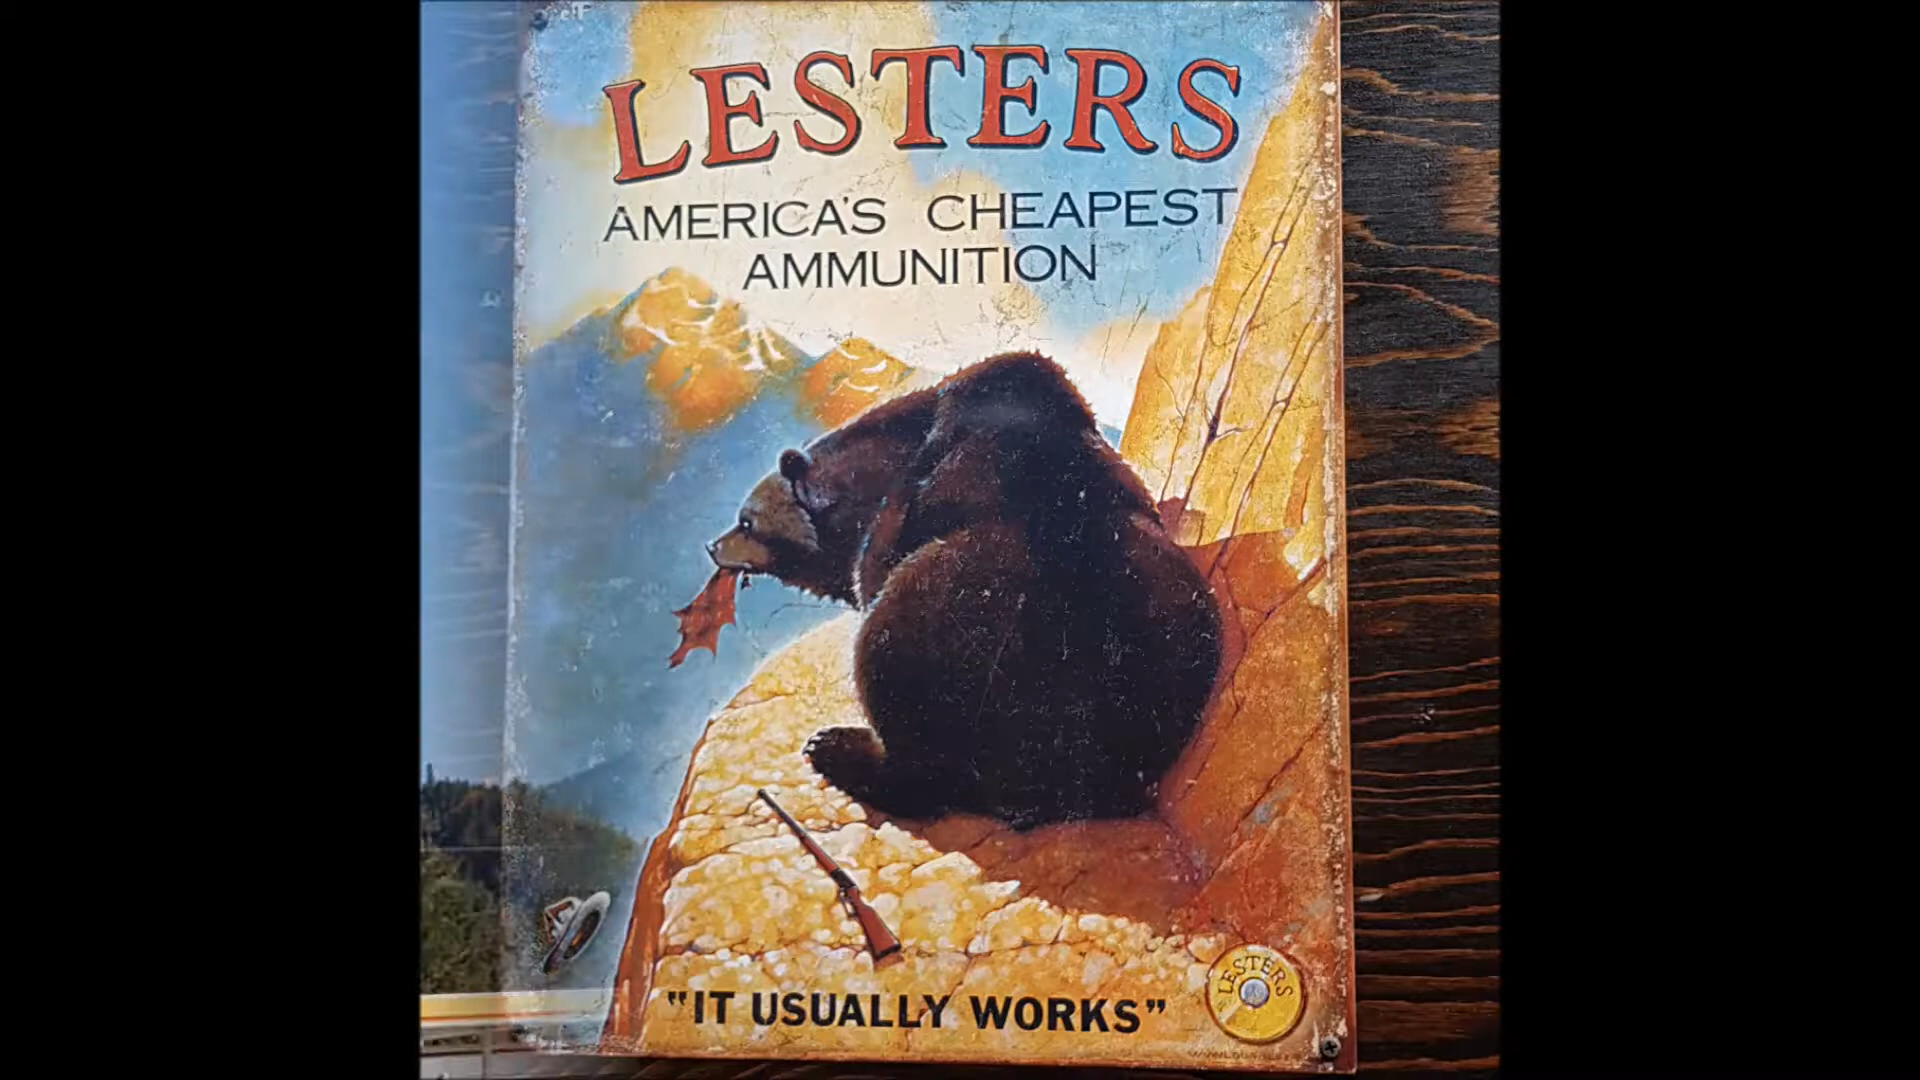 LESTERS
AMERICA'S CHEAPEST
AMMUNITION
"IT USUALLY WORKS"
LESTERS